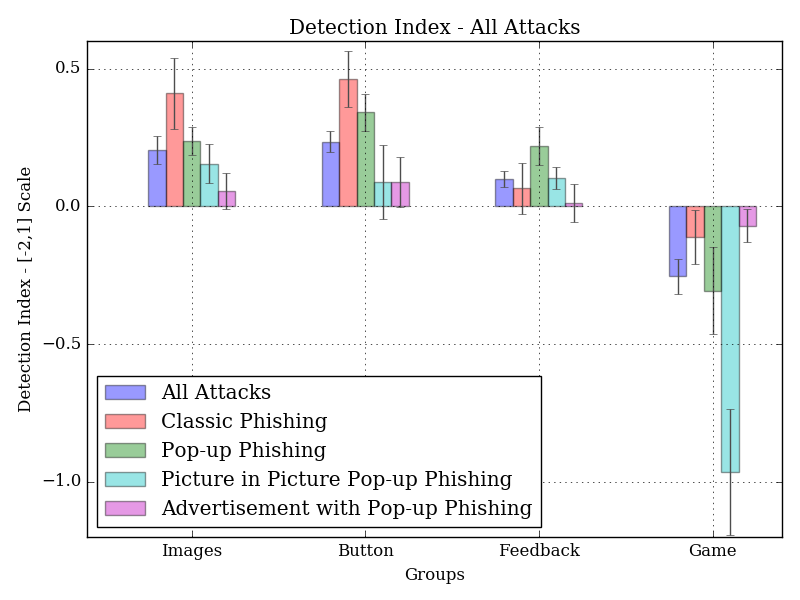 Detection Index - All Attacks
Detection Index - [-2,1] Scale
0.5
0.0
−0.5
−1.0
All Attacks
Classic Phishing
Pop-up Phishing
Picture in Picture Pop-up Phishing
Advertisement with Pop-up Phishing
Images Button Feedback Game
Groups